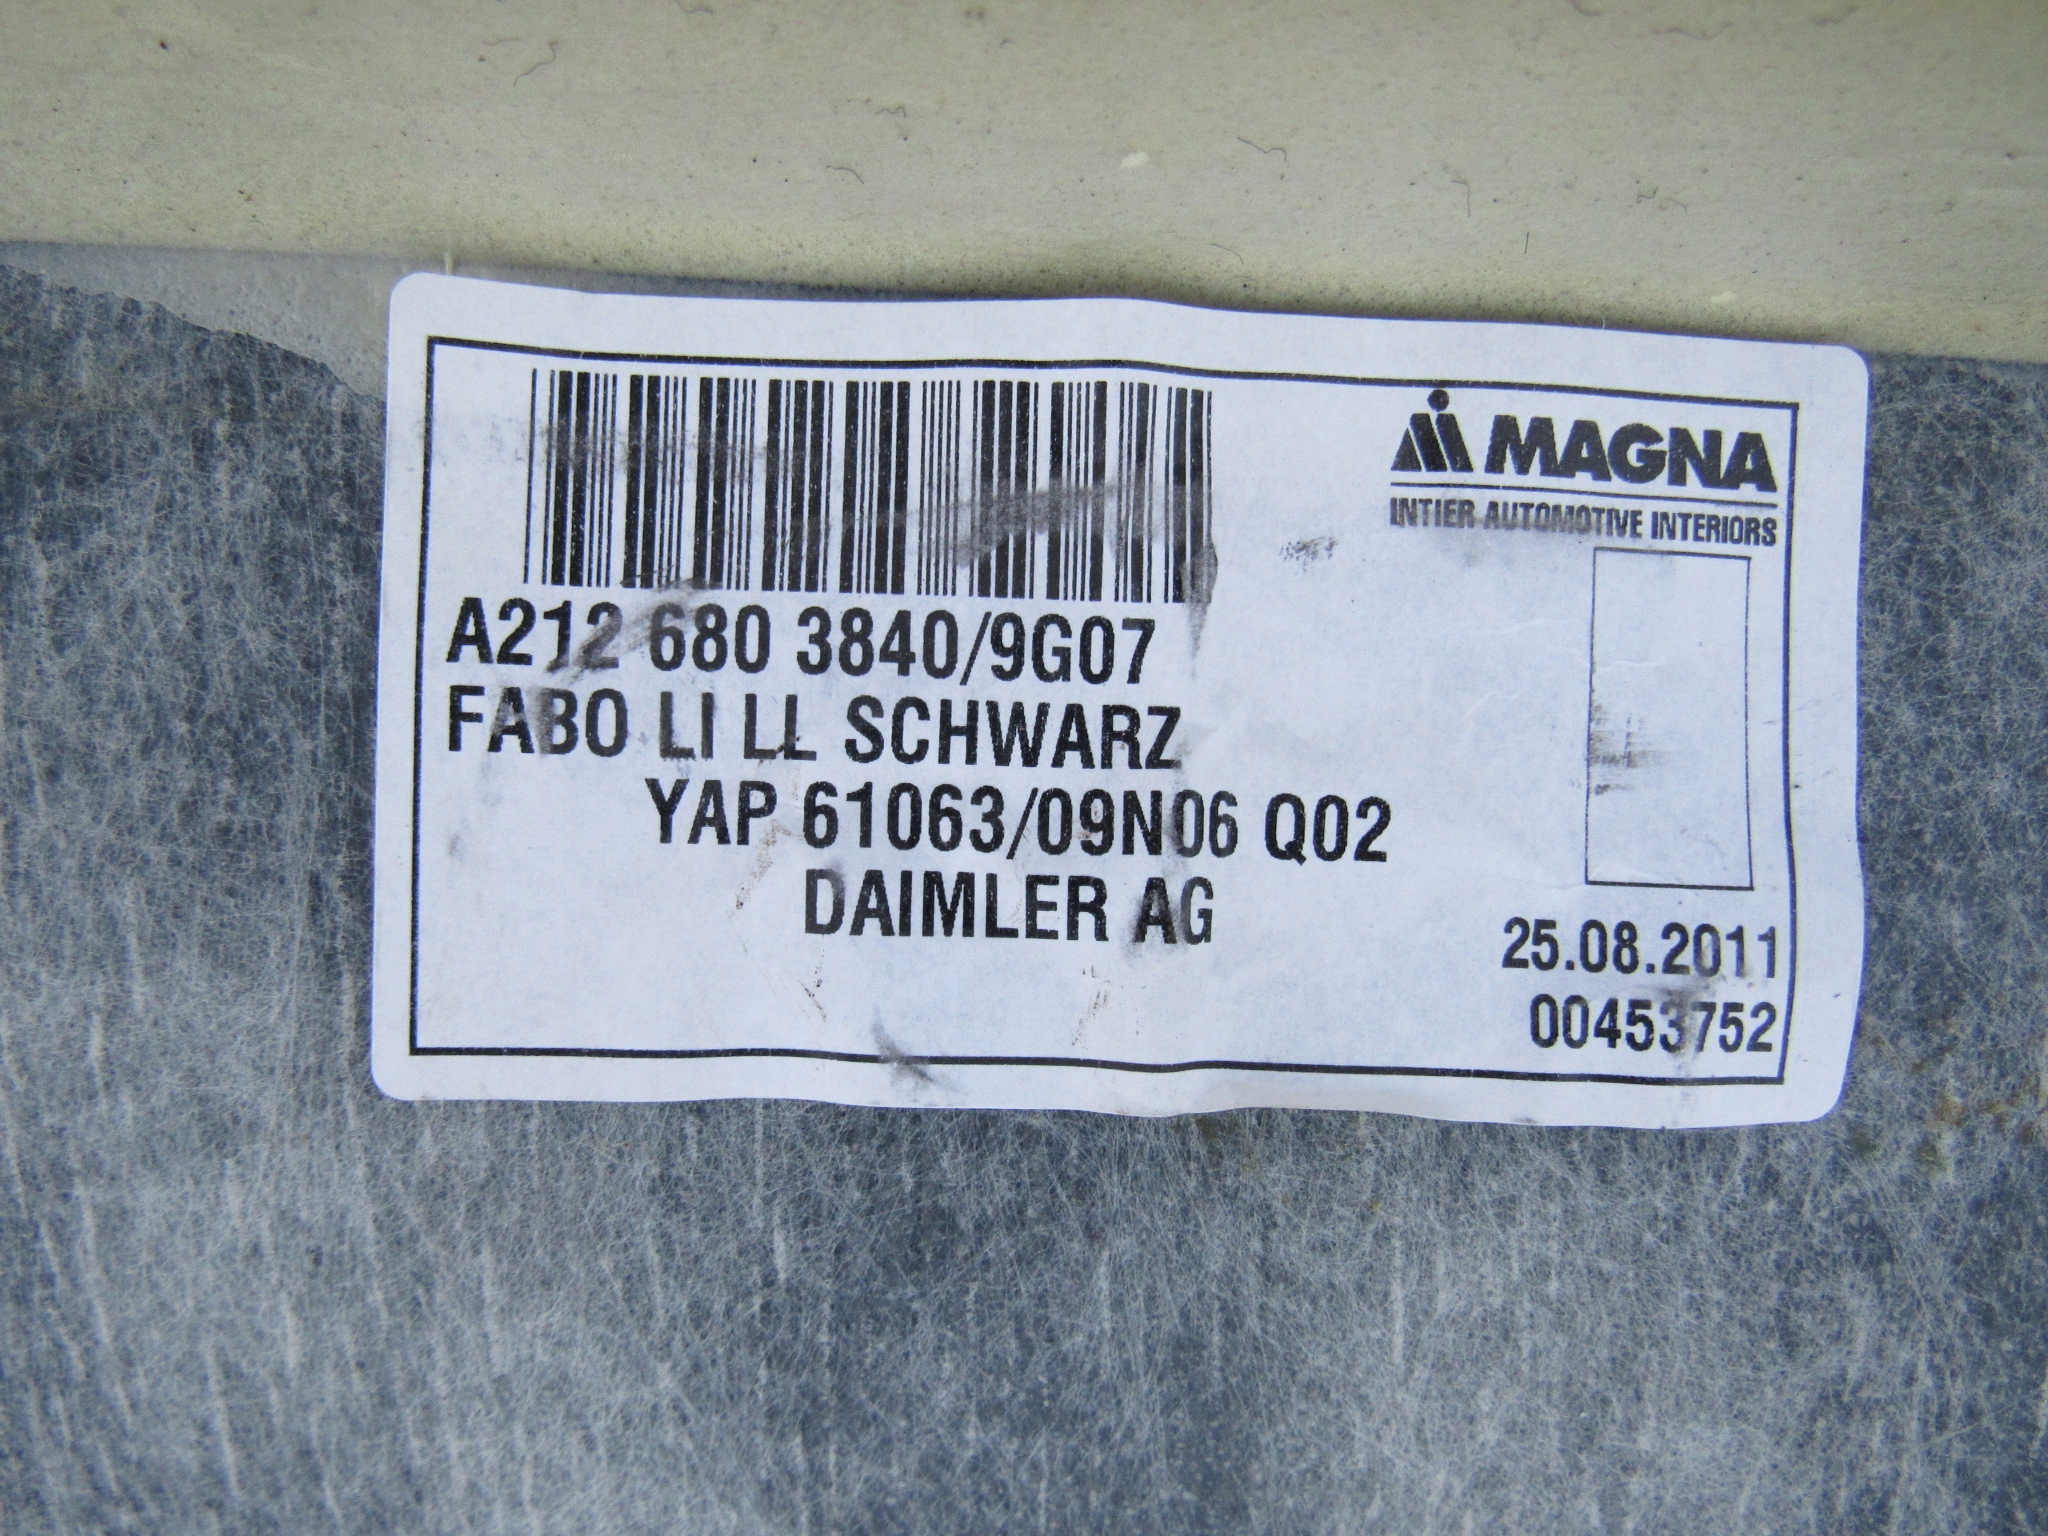 MAGNA
INTIER AUTOMOTIVE INTERIORS
A212 680 3840/9G07
FABO LI LL SCHWARZ
YAP 61063/09N06 Q02
DAIMLER AG
25.08.2011
00453752